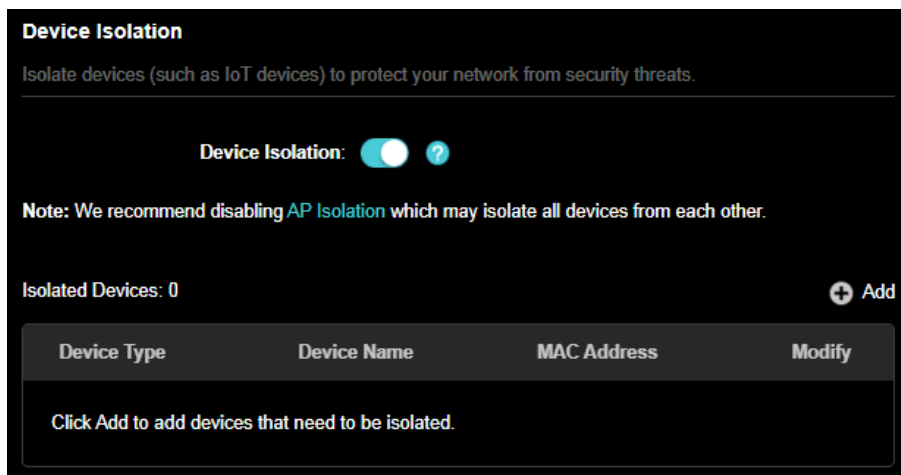 Device Isolation
Isolate devices (such as IoT devices) to protect your network from security threats.
Device Isolation: ?
Note: We recommend disabling AP Isolation which may isolate all devices from each other.
Isolated Devices: 0 Add
Device Type Device Name MAC Address Modify
Click Add to add devices that need to be isolated.